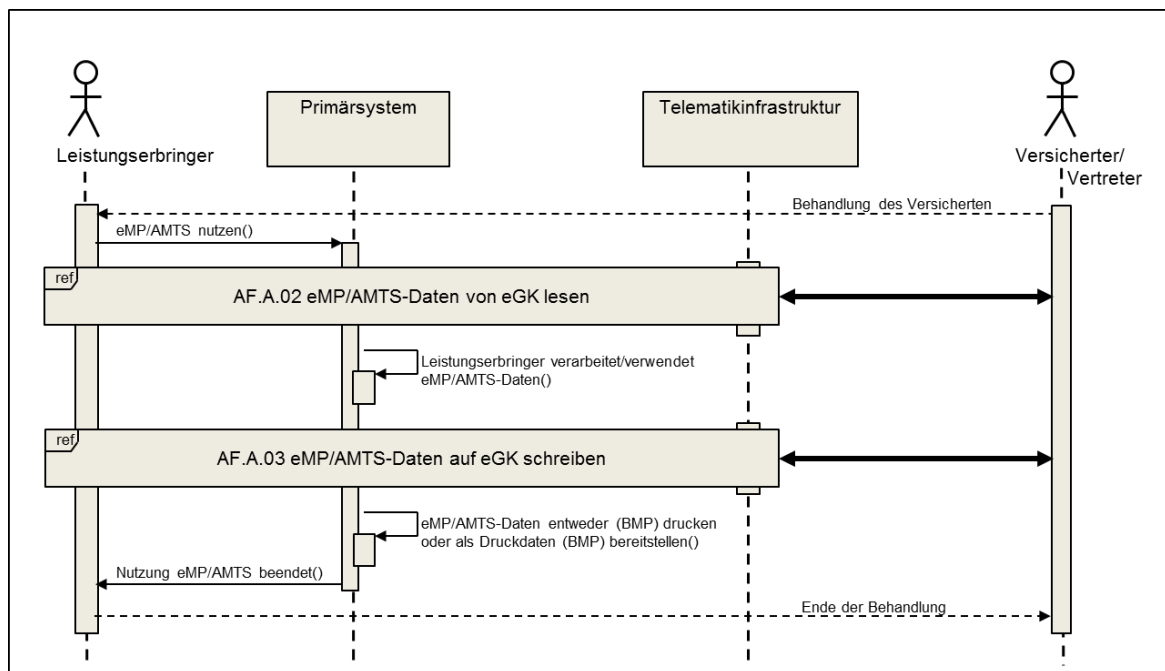 Primärsystem
Telematikinfrastruktur
Leistungserbringer
Versicherter/
Vertreter
Behandlung des Versicherten
eMP/AMTS nutzen()
ref
AF.A.02 eMP/AMTS-Daten von eGK lesen
Leistungserbringer verarbeitet/verwendet
eMP/AMTS-Daten()
ref
AF.A.03 eMP/AMTS-Daten auf eGK schreiben
eMP/AMTS-Daten entweder (BMP) drucken
oder als Druckdaten (BMP) bereitstellen()
Nutzung eMP/AMTS beendet()
Ende der Behandlung